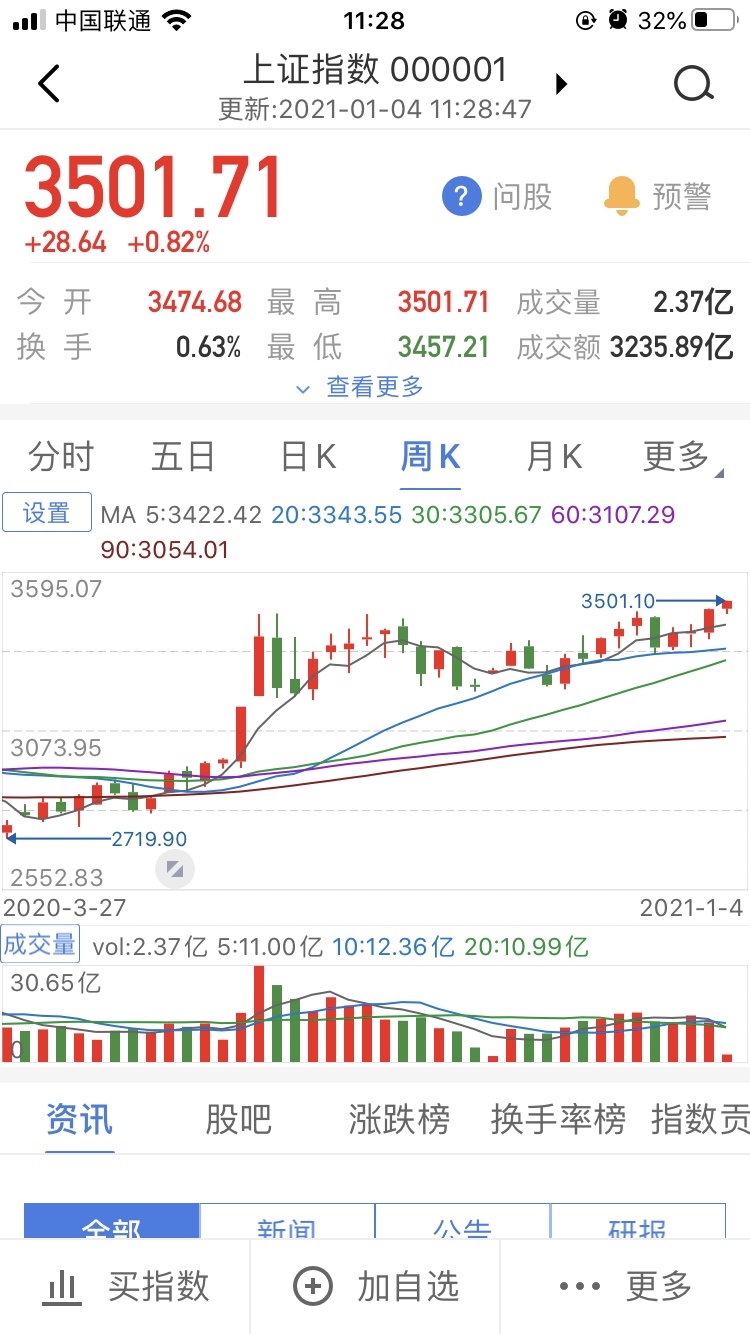 中国联通 11:28 32%
上证指数 000001
更新:2021-01-04 11:28:47
3501.71
+28.64 +0.82%
? 问股 预警
今开 3474.68 最高 3501.71 成交量 2.37亿
换手 0.63% 最低 3457.21 成交额 3235.89亿
查看更多
分时 五日 日K 周K 月K 更多
设置 MA 5:3422.42 20:3343.55 30:3305.67 60:3107.29
90:3054.01
3595.07
3501.10
3073.95
2719.90
2552.83
2020-3-27 2021-1-4
成交量 vol:2.37亿 5:11.00亿 10:12.36亿 20:10.99亿
30.65亿
0
资讯 股吧 涨跌榜 换手率榜 指数贡
全部 新闻 公告 研报
买指数 加自选 更多